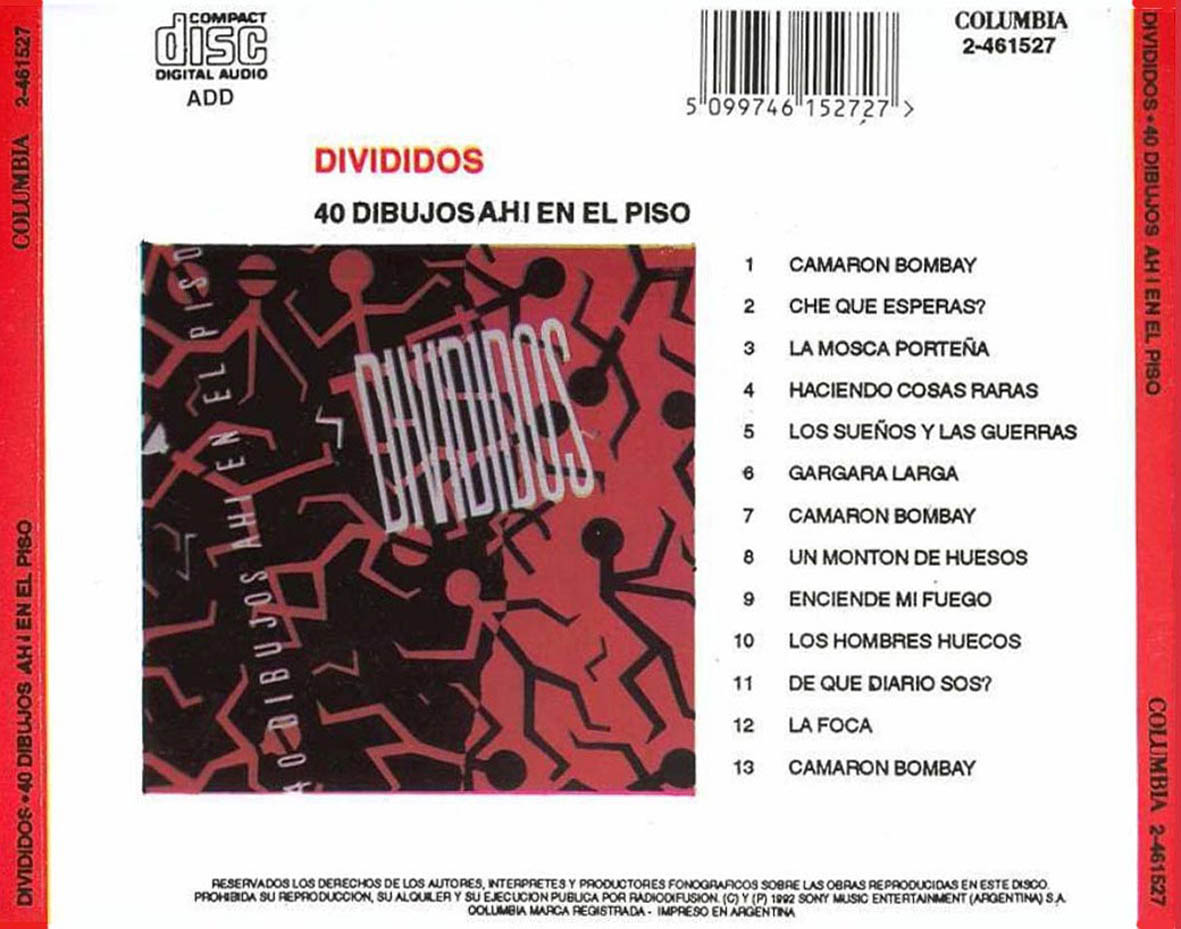 COMPACT
disc
DIGITAL AUDIO
ADD
5 099746 152727 >
COLUMBIA
2-461527
DIVIDIDOS
40 DIBUJOS AHI EN EL PISO
DIVIDIDOS
40 DIBUJOS AHI EN EL PISO
1 CAMARON BOMBAY
2 CHE QUE ESPERAS?
3 LA MOSCA PORTEÑA
4 HACIENDO COSAS RARAS
5 LOS SUEÑOS Y LAS GUERRAS
6 GARGARA LARGA
7 CAMARON BOMBAY
8 UN MONTON DE HUESOS
9 ENCIENDE MI FUEGO
10 LOS HOMBRES HUECOS
11 DE QUE DIARIO SOS?
12 LA FOCA
13 CAMARON BOMBAY
RESERVADOS LOS DERECHOS DE LOS AUTORES, INTERPRETES Y PRODUCTORES FONOGRAFICOS SOBRE LAS OBRAS REPRODUCIDAS EN ESTE DISCO.
PROHIBIDA SU REPRODUCCION, SU ALQUILER Y SU EJECUCION PUBLICA POR RADIODIFUSION. (C) Y (P) 1992 SONY MUSIC ENTERTAINMENT (ARGENTINA) S.A.
COLUMBIA MARCA REGISTRADA - IMPRESO EN ARGENTINA
DIVIDIDOS • 40 DIBUJOS AHI EN EL PISO COLUMBIA 2-461527
DIVIDIDOS • 40 DIBUJOS AHI EN EL PISO COLUMBIA 2-461527